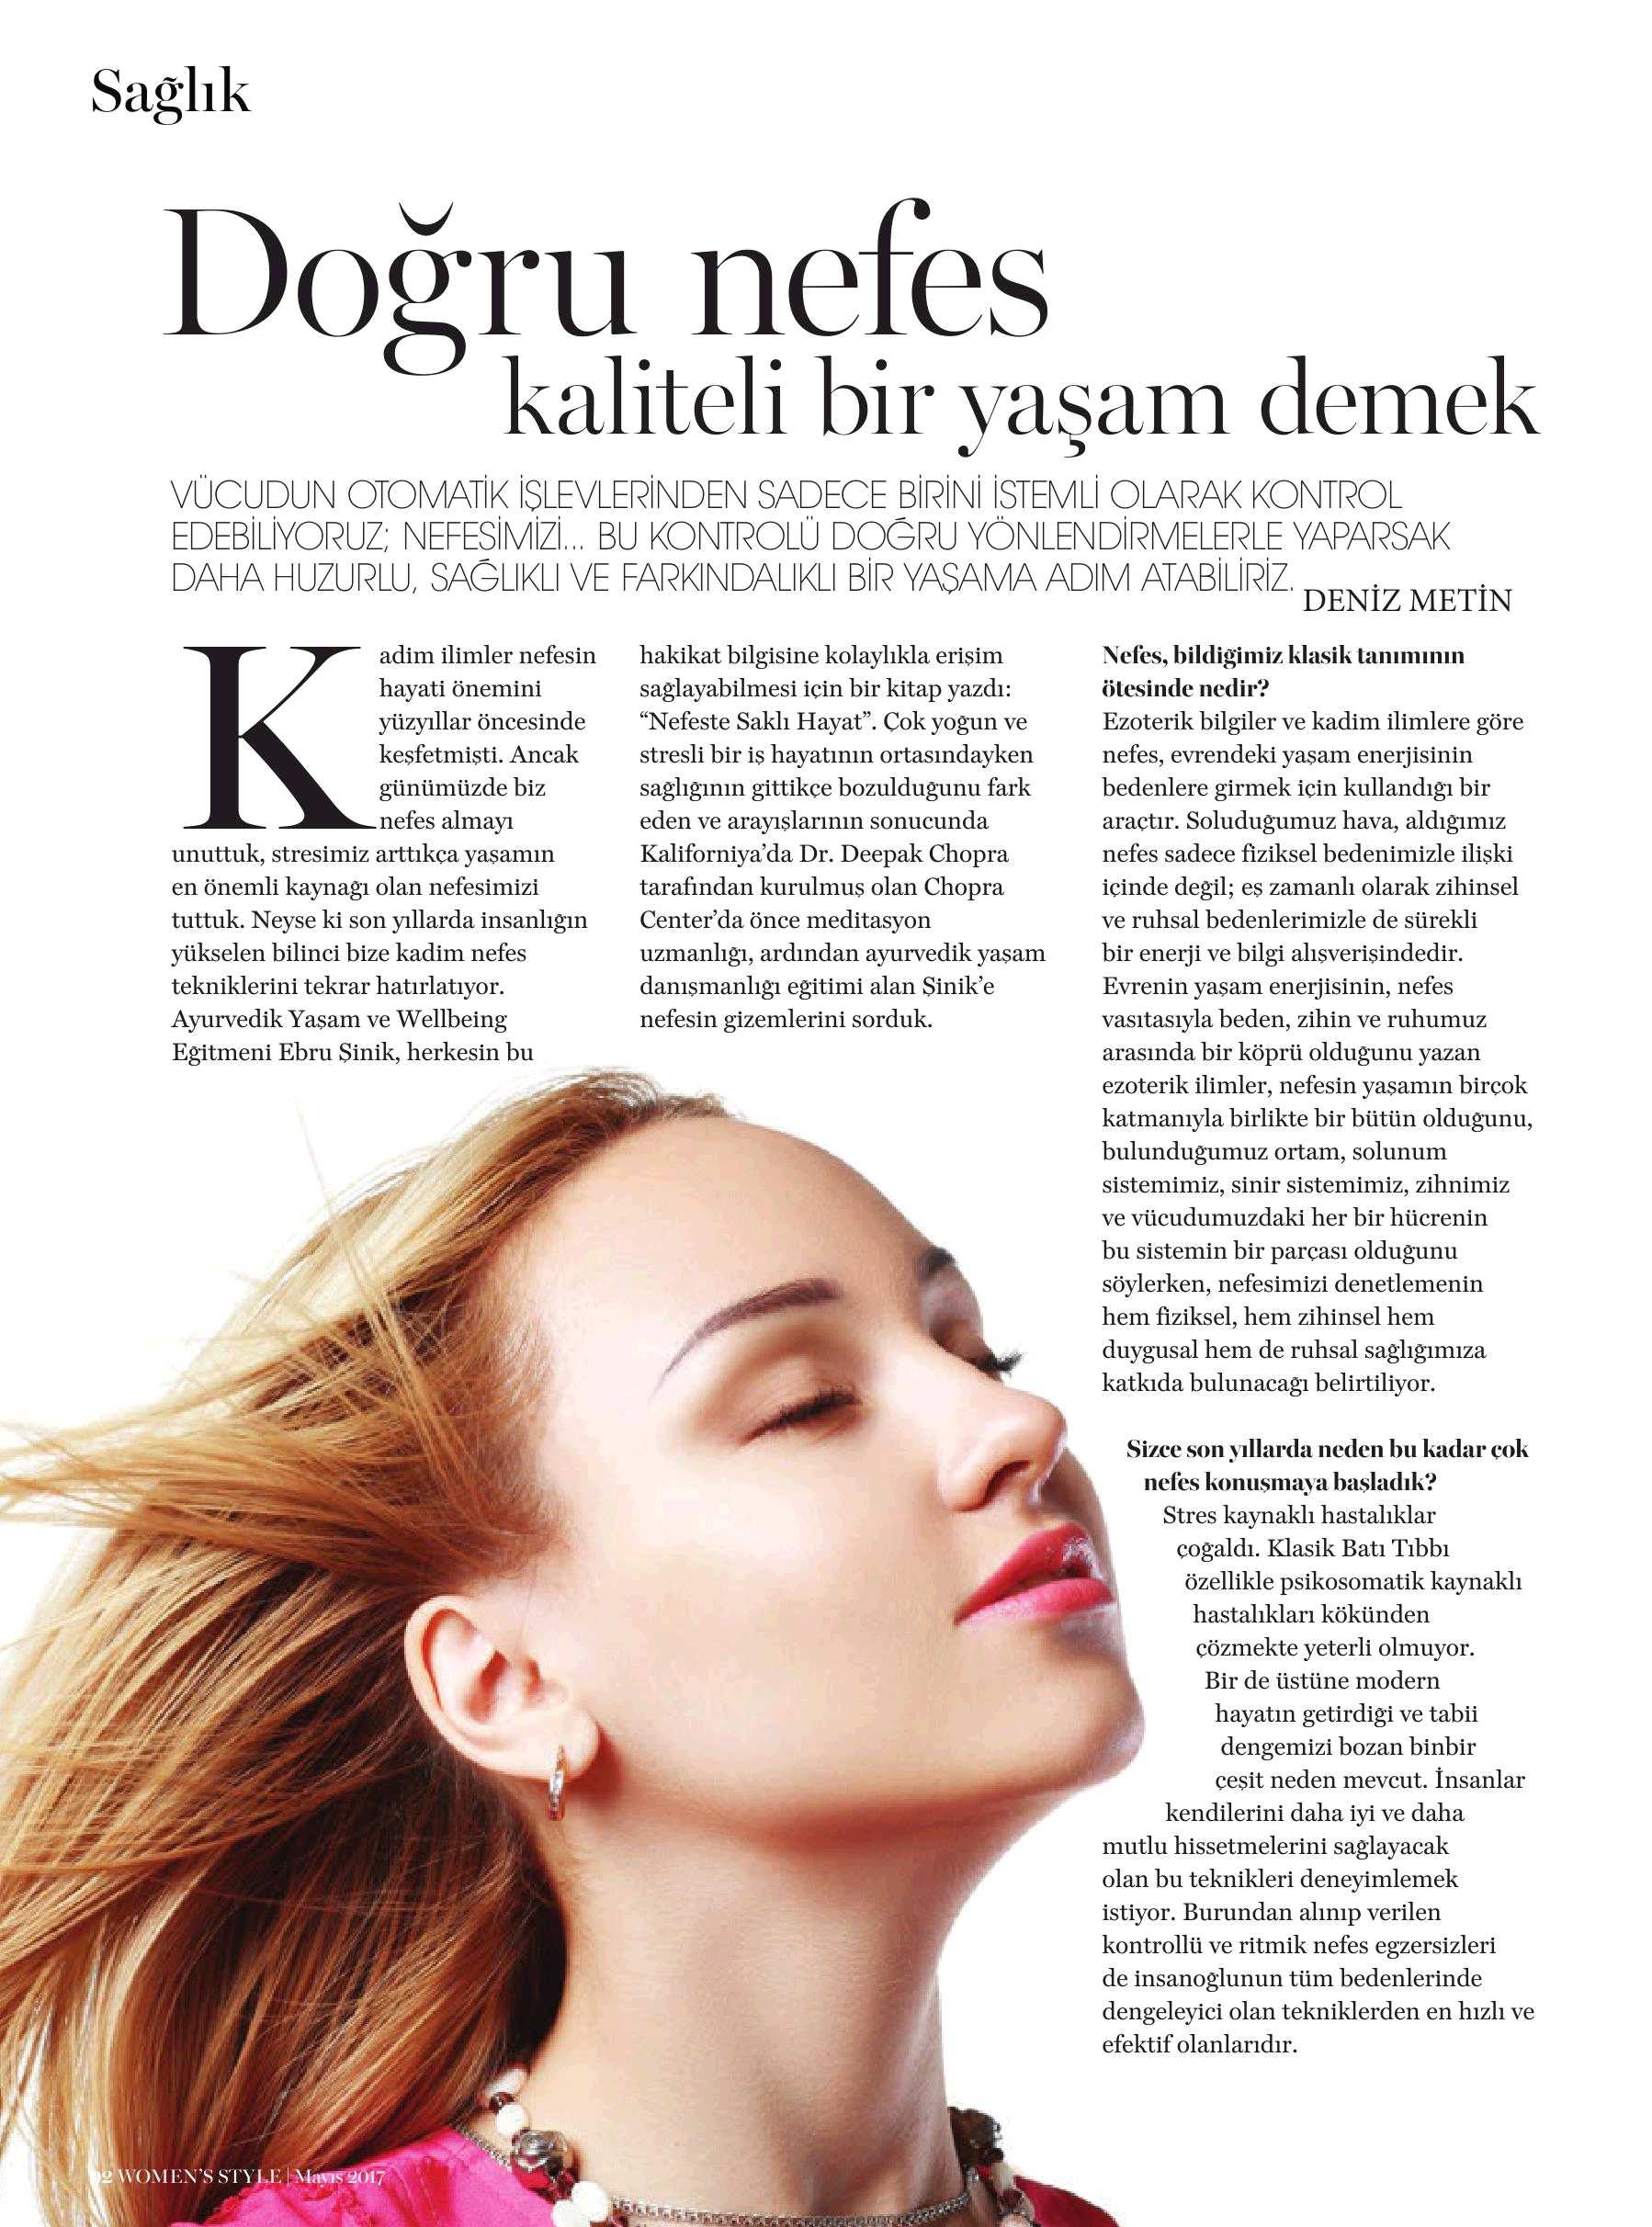 Sağlık
Doğru nefes
kaliteli bir yaşam demek
VÜCUDUN OTOMATİK İŞLEVLERİNDEN SADECE BİRİNİ İSTEMLİ OLARAK KONTROL
EDEBİLİYORUZ; NEFESİMİZİ... BU KONTROLÜ DOĞRU YÖNLENDİRMELERLE YAPARSAK
DAHA HUZURLU, SAĞLIKLI VE FARKINDALIKLI BİR YAŞAMA ADIM ATABİLİRİZ.
DENİZ METİN
Kadim ilimler nefesin
hayati önemini
yüzyıllar öncesinde
keşfetmişti. Ancak
günümüzde biz
nefes almayı
unuttuk, stresimiz arttıkça yaşamın
en önemli kaynağı olan nefesimizi
tuttuk. Neyse ki son yıllarda insanlığın
yükselen bilinci bize kadim nefes
tekniklerini tekrar hatırlatıyor.
Ayurvedik Yaşam ve Wellbeing
Eğitmeni Ebru Şinik, herkesin bu
hakikat bilgisine kolaylıkla erişim
sağlayabilmesi için bir kitap yazdı:
“Nefeste Saklı Hayat”. Çok yoğun ve
stresli bir iş hayatının ortasındayken
sağlığının gittikçe bozulduğunu fark
eden ve arayışlarının sonucunda
Kaliforniya’da Dr. Deepak Chopra
tarafından kurulmuş olan Chopra
Center’da önce meditasyon
uzmanlığı, ardından ayurvedik yaşam
danışmanlığı eğitimi alan Şinik’e
nefesin gizemlerini sorduk.
Nefes, bildiğimiz klasik tanımının
ötesinde nedir?
Ezoterik bilgiler ve kadim ilimlere göre
nefes, evrendeki yaşam enerjisinin
bedenlere girmek için kullandığı bir
araçtır. Soluduğumuz hava, aldığımız
nefes sadece fiziksel bedenimizle ilişki
içinde değil; eş zamanlı olarak zihinsel
ve ruhsal bedenlerimizle de sürekli
bir enerji ve bilgi alışverişindedir.
Evrenin yaşam enerjisinin, nefes
vasıtasıyla beden, zihin ve ruhumuz
arasında bir köprü olduğunu yazan
ezoterik ilimler, nefesin yaşamın birçok
katmanıyla birlikte bir bütün olduğunu,
bulunduğumuz ortam, solunum
sistemimiz, sinir sistemimiz, zihnimiz
ve vücudumuzdaki her bir hücrenin
bu sistemin bir parçası olduğunu
söylerken, nefesimizi denetlemenin
hem fiziksel, hem zihinsel hem
duygusal hem de ruhsal sağlığımıza
katkıda bulunacağı belirtiliyor.
Sizce son yıllarda neden bu kadar çok
nefes konuşmaya başladık?
Stres kaynaklı hastalıklar
çoğaldı. Klasik Batı Tıbbı
özellikle psikosomatik kaynaklı
hastalıkları kökünden
çözmekte yeterli olmuyor.
Bir de üstüne modern
hayatın getirdiği ve tabii
dengemizi bozan binbir
çeşit neden mevcut. İnsanlar
kendilerini daha iyi ve daha
mutlu hissetmelerini sağlayacak
olan bu teknikleri deneyimlemek
istiyor. Burundan alınıp verilen
kontrollü ve ritmik nefes egzersizleri
de insanoğlunun tüm bedenlerinde
dengeleyici olan tekniklerden en hızlı ve
efektif olanlarıdır.
WOMEN’S STYLE | Mayıs 2017